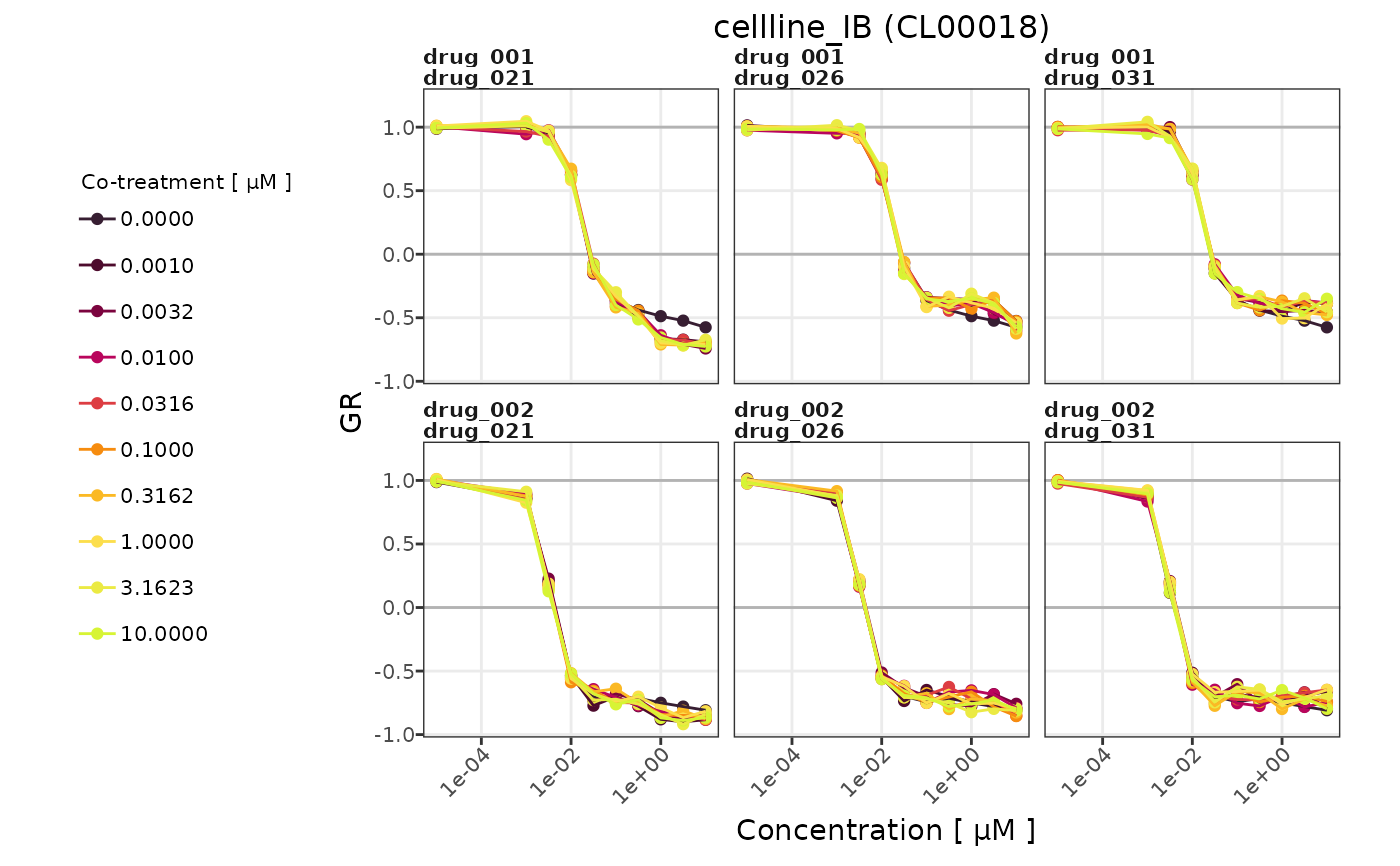 cellline_IB (CL00018)
drug_001
drug_021
drug_001
drug_026
drug_001
drug_031
1.0
0.5
0.0
-0.5
-1.0
Co-treatment [ µM ]
0.0000
0.0010
0.0032
0.0100
0.0316
0.1000
0.3162
1.0000
3.1623
10.0000
GR
drug_002
drug_021
drug_002
drug_026
drug_002
drug_031
1.0
0.5
0.0
-0.5
-1.0
1e-04
1e-02
1e+00
1e-04
1e-02
1e+00
1e-04
1e-02
1e+00
Concentration [ µM ]